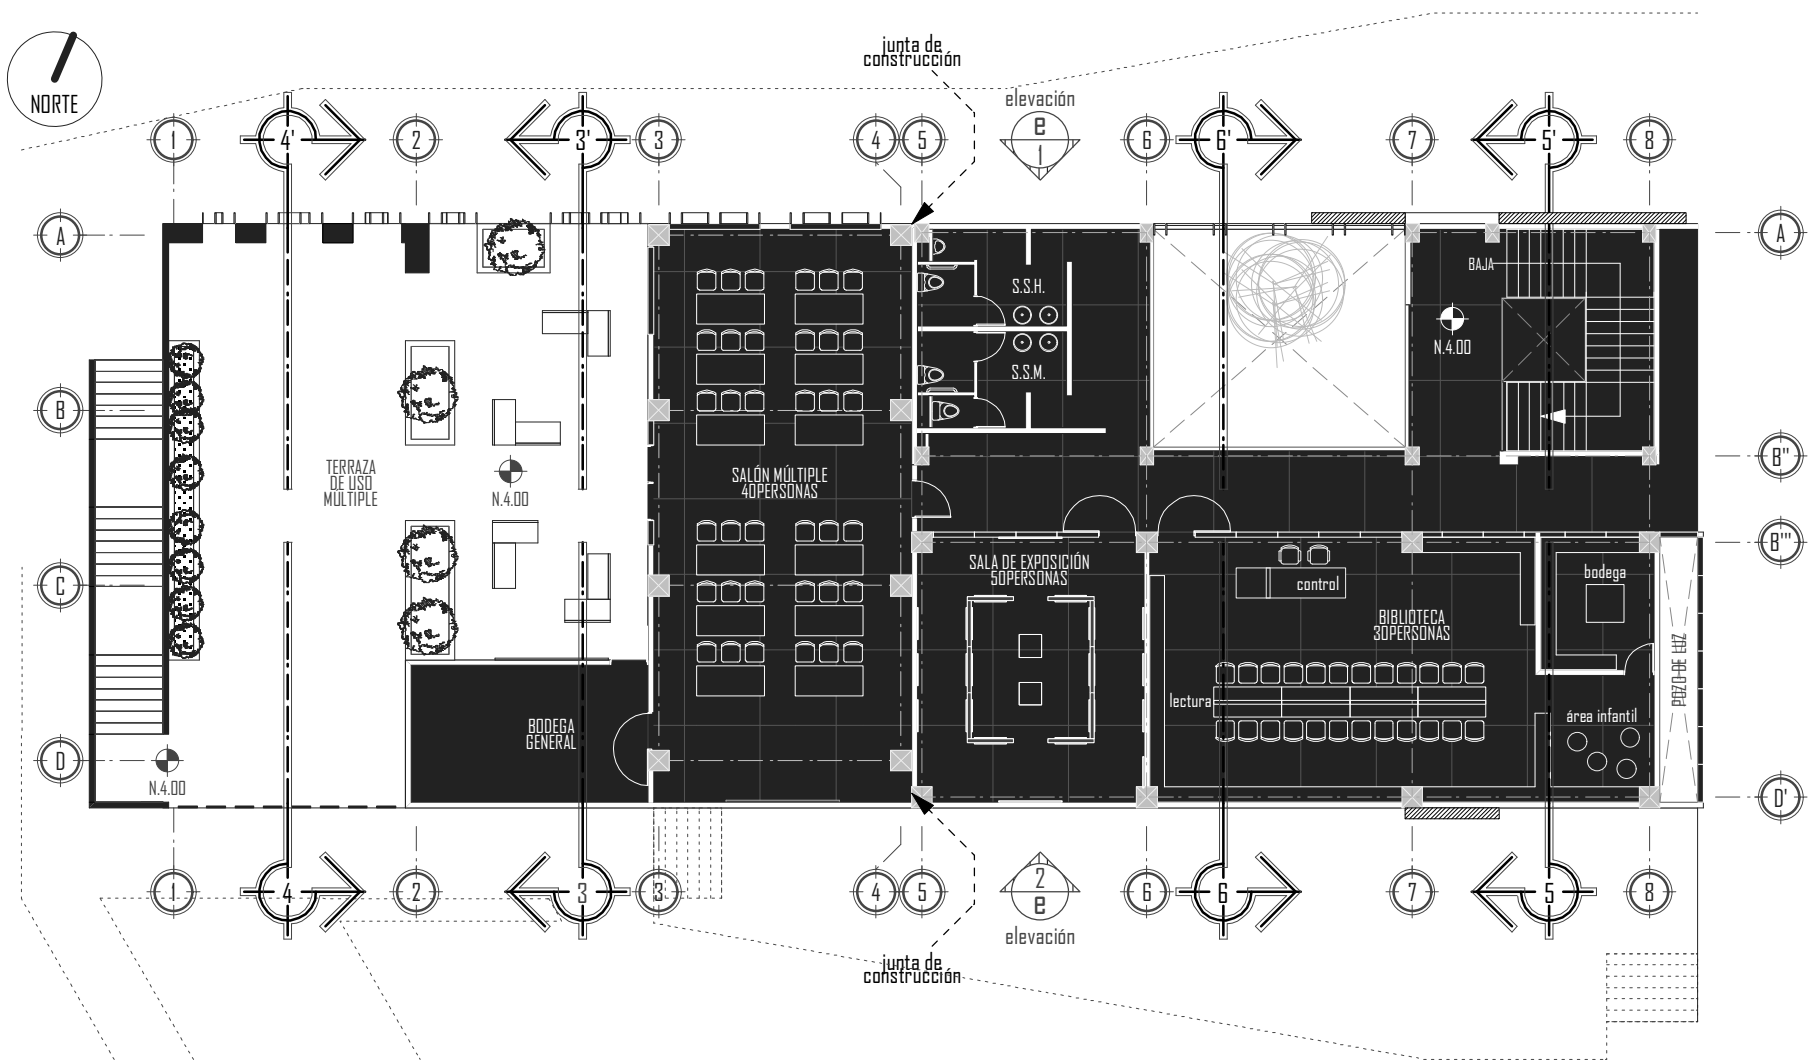 junta de
construcción
NORTE
elevación
e
1
1
4'
2
3'
3
4
5
6
6'
7
5'
8
A
A
BAJA
S.S.H.
N.4.00
S.S.M.
B
B''
TERRAZA
DE USO
MÚLTIPLE
N.4.00
SALÓN MÚLTIPLE
40PERSONAS
B'''
C
SALA DE EXPOSICIÓN
50PERSONAS
control
bodega
BIBLIOTECA
30PERSONAS
POZO DE LUZ
lectura
área infantil
BODEGA
GENERAL
D
N.4.00
D'
1
4
2
3
3
4
5
2
e
6
6
7
5
8
elevación
junta de
construcción